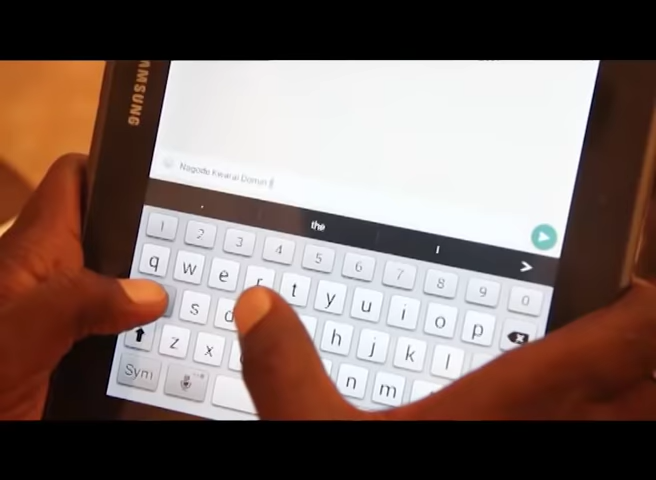 SAMSUNG
Nagode Kwarai Domin
the I
1 2 3 4 5 6 7 8 9 0
q w e r t y u i o p
s d h j k l
z x n m
Sym